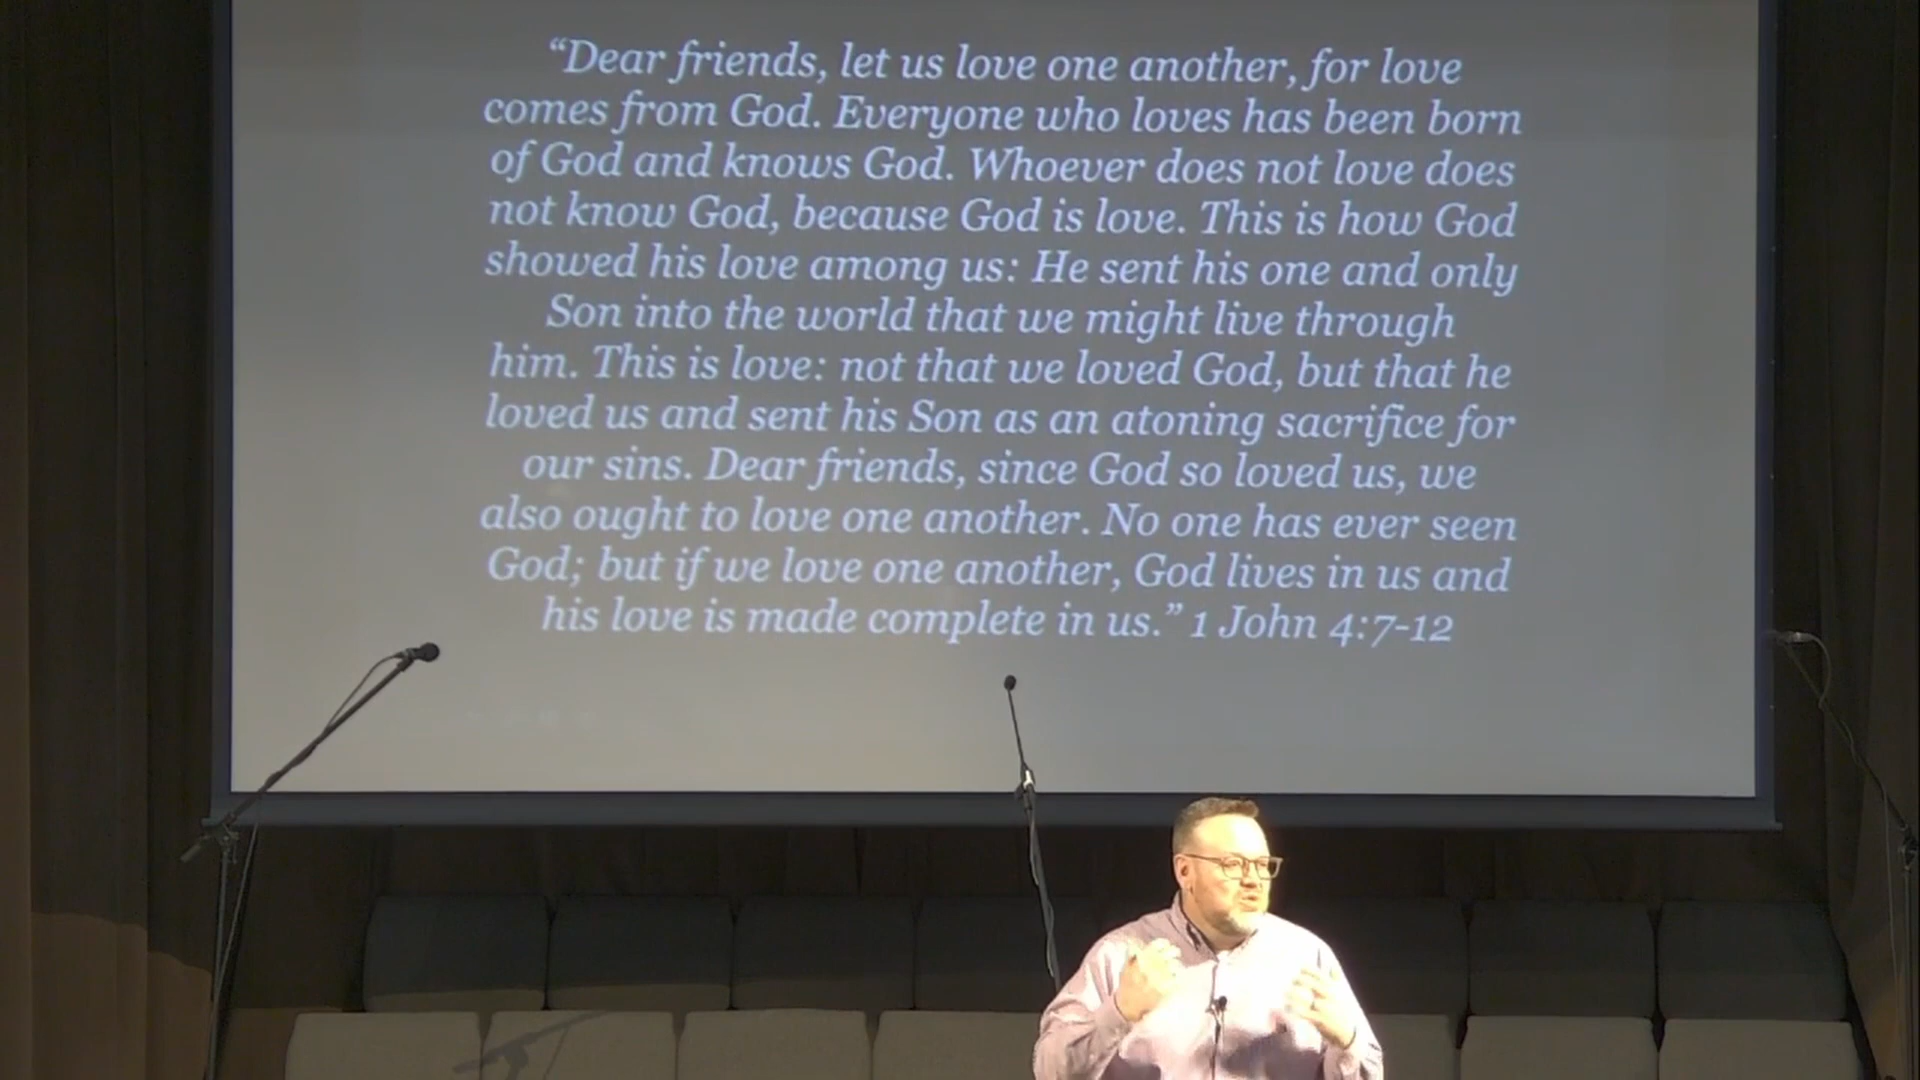 “Dear friends, let us love one another, for love
comes from God. Everyone who loves has been born
of God and knows God. Whoever does not love does
not know God, because God is love. This is how God
showed his love among us: He sent his one and only
Son into the world that we might live through
him. This is love: not that we loved God, but that he
loved us and sent his Son as an atoning sacrifice for
our sins. Dear friends, since God so loved us, we
also ought to love one another. No one has ever seen
God; but if we love one another, God lives in us and
his love is made complete in us.” 1 John 4:7-12